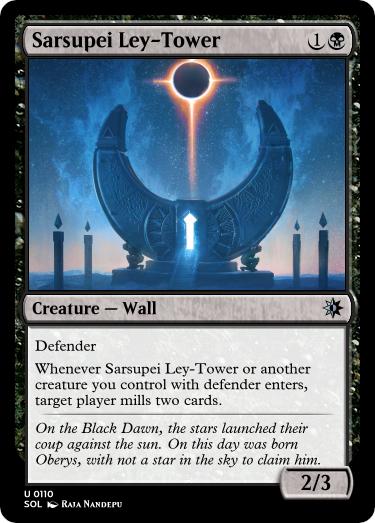 Sarsupei Ley-Tower 1
Creature — Wall
Defender
Whenever Sarsupei Ley-Tower or another
creature you control with defender enters,
target player mills two cards.
On the Black Dawn, the stars launched their
coup against the sun. On this day was born
Oberys, with not a star in the sky to claim him.
2/3
U 0110
SOL Raja Nandepu